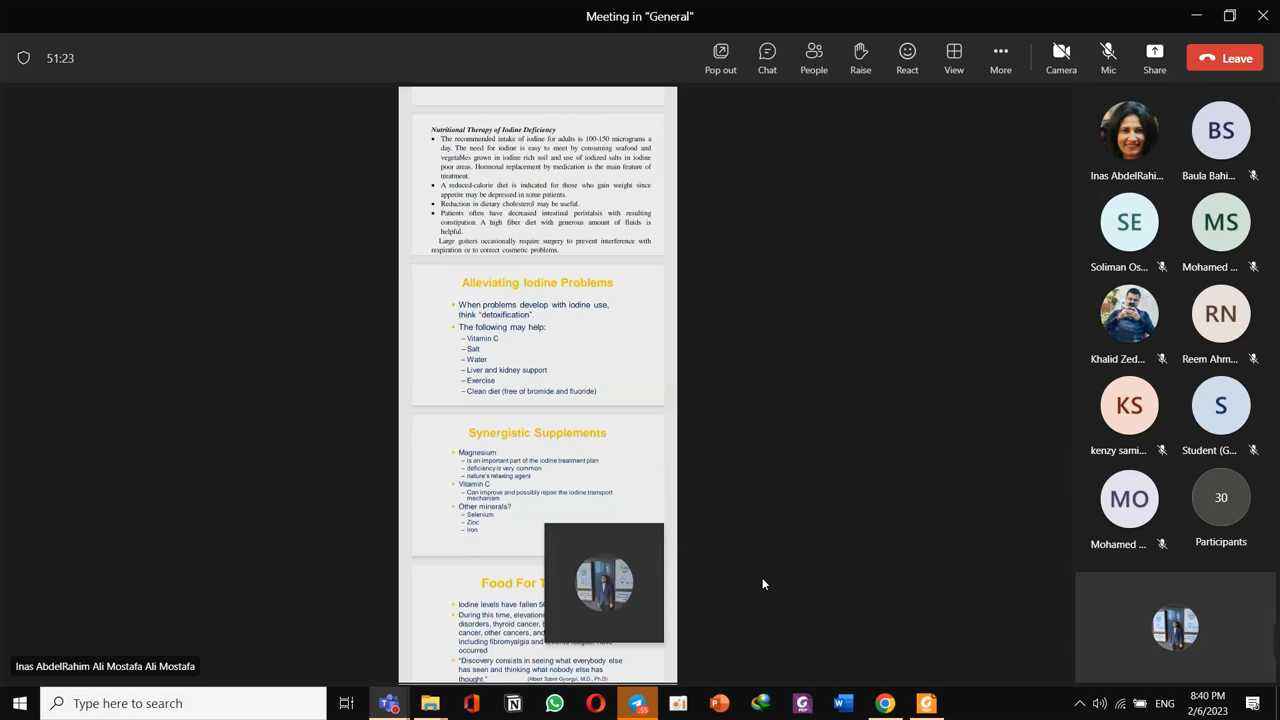 Meeting in "General"
51:23
Pop out
Chat
People
Raise
React
View
More
Camera
Mic
Share
Leave
Nutritional Therapy of Iodine Deficiency
• The recommended intake of iodine for adults is 100-150 micrograms a
day. The need for iodine is easy to meet by consuming seafood and
vegetables grown in iodine rich soil and use of iodized salts in iodine
poor areas. Hormonal replacement by medication is the main feature of
treatment.
• A reduced-calorie diet is indicated for those who gain weight since
appetite may be depressed in some patients.
• Reduction in dietary cholesterol may be useful.
• Patients often have decreased intestinal peristalsis with resulting
constipation. A high fiber diet with generous amount of fluids is
helpful.
Large goiters occasionally require surgery to prevent interference with
respiration or to correct cosmetic problems.
Alleviating Iodine Problems
When problems develop with iodine use,
think "detoxification".
The following may help:
– Vitamin C
– Salt
– Water
– Liver and kidney support
– Exercise
– Clean diet (free of bromide and fluoride)
Synergistic Supplements
Magnesium
– is an important part of the iodine treatment plan
– deficiency is very common
– nature's relaxing agent
Vitamin C
– Can improve and possibly repair the iodine transport
mechanism
Other minerals?
– Selenium
– Zinc
– Iron
Food For
Iodine levels have fallen
During this time, elevations
disorders, thyroid cancer,
cancer, other cancers, and
including fibromyalgia and
occurred
"Discovery consists in seeing what everybody else
has seen and thinking what nobody else has
thought."
(Albert Szent-Gyorgyi, M.D., Ph.D)
BS
Inas AbdelRahi...
Baula Bahi...
SE
MS
Soliman Os...
Mohamed ...
RN
Khalid Zed...
Reem Ahm...
KS
S
kenzy sami...
dent (G...
MO
30
Mohamed ...
Participants
Inas AbdelRahim Ali Mostafa Ali Mostafa
Type here to search
55
ENG
8:40 PM
2/6/2023